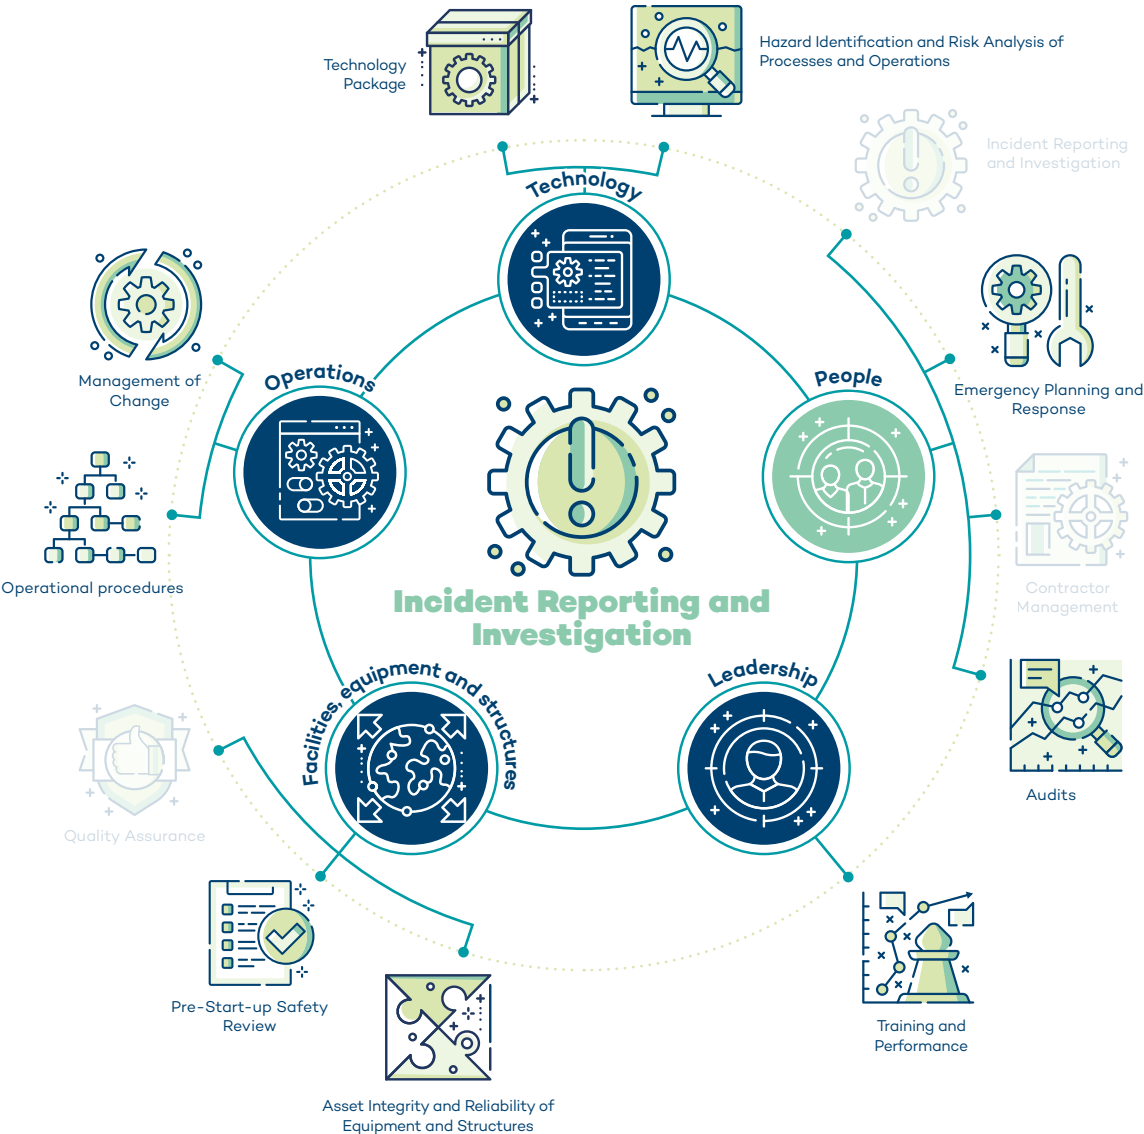 Technology
Package
Hazard Identification and Risk Analysis of
Processes and Operations
Incident Reporting
and Investigation
Technology
Management of
Change
Operations
People
Emergency Planning and
Response
Operational procedures
Incident Reporting and
Investigation
Contractor
Management
Facilities, equipment and structures
Leadership
Quality Assurance
Audits
Pre-Start-up Safety
Review
Training and
Performance
Asset Integrity and Reliability of
Equipment and Structures